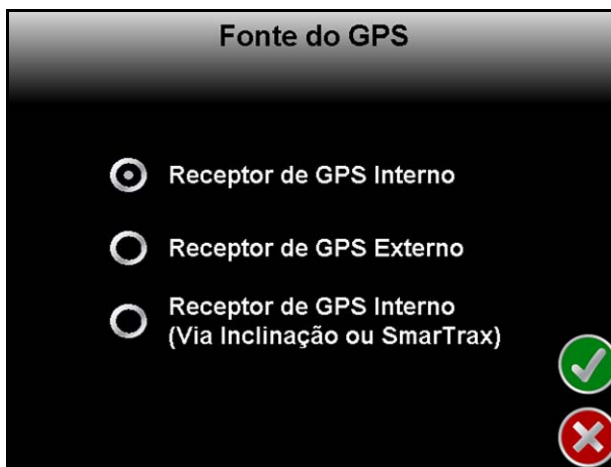 Fonte do GPS
Receptor de GPS Interno
Receptor de GPS Externo
Receptor de GPS Interno
(Via Inclinação ou SmarTrax)